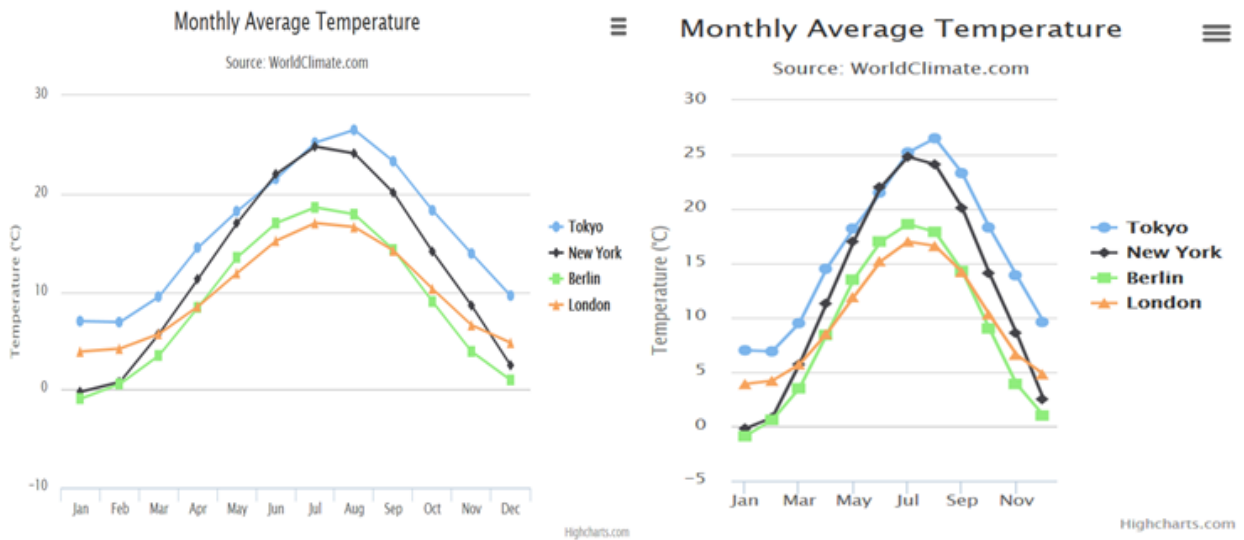 Monthly Average Temperature
Source: WorldClimate.com
30
20
10
0
-10
Temperature (°C)
Jan Feb Mar Apr May Jun Jul Aug Sep Oct Nov Dec
Tokyo
New York
Berlin
London
Highcharts.com
Monthly Average Temperature
Source: WorldClimate.com
30
25
20
15
10
5
0
-5
Temperature (°C)
Jan Mar May Jul Sep Nov
Tokyo
New York
Berlin
London
Highcharts.com